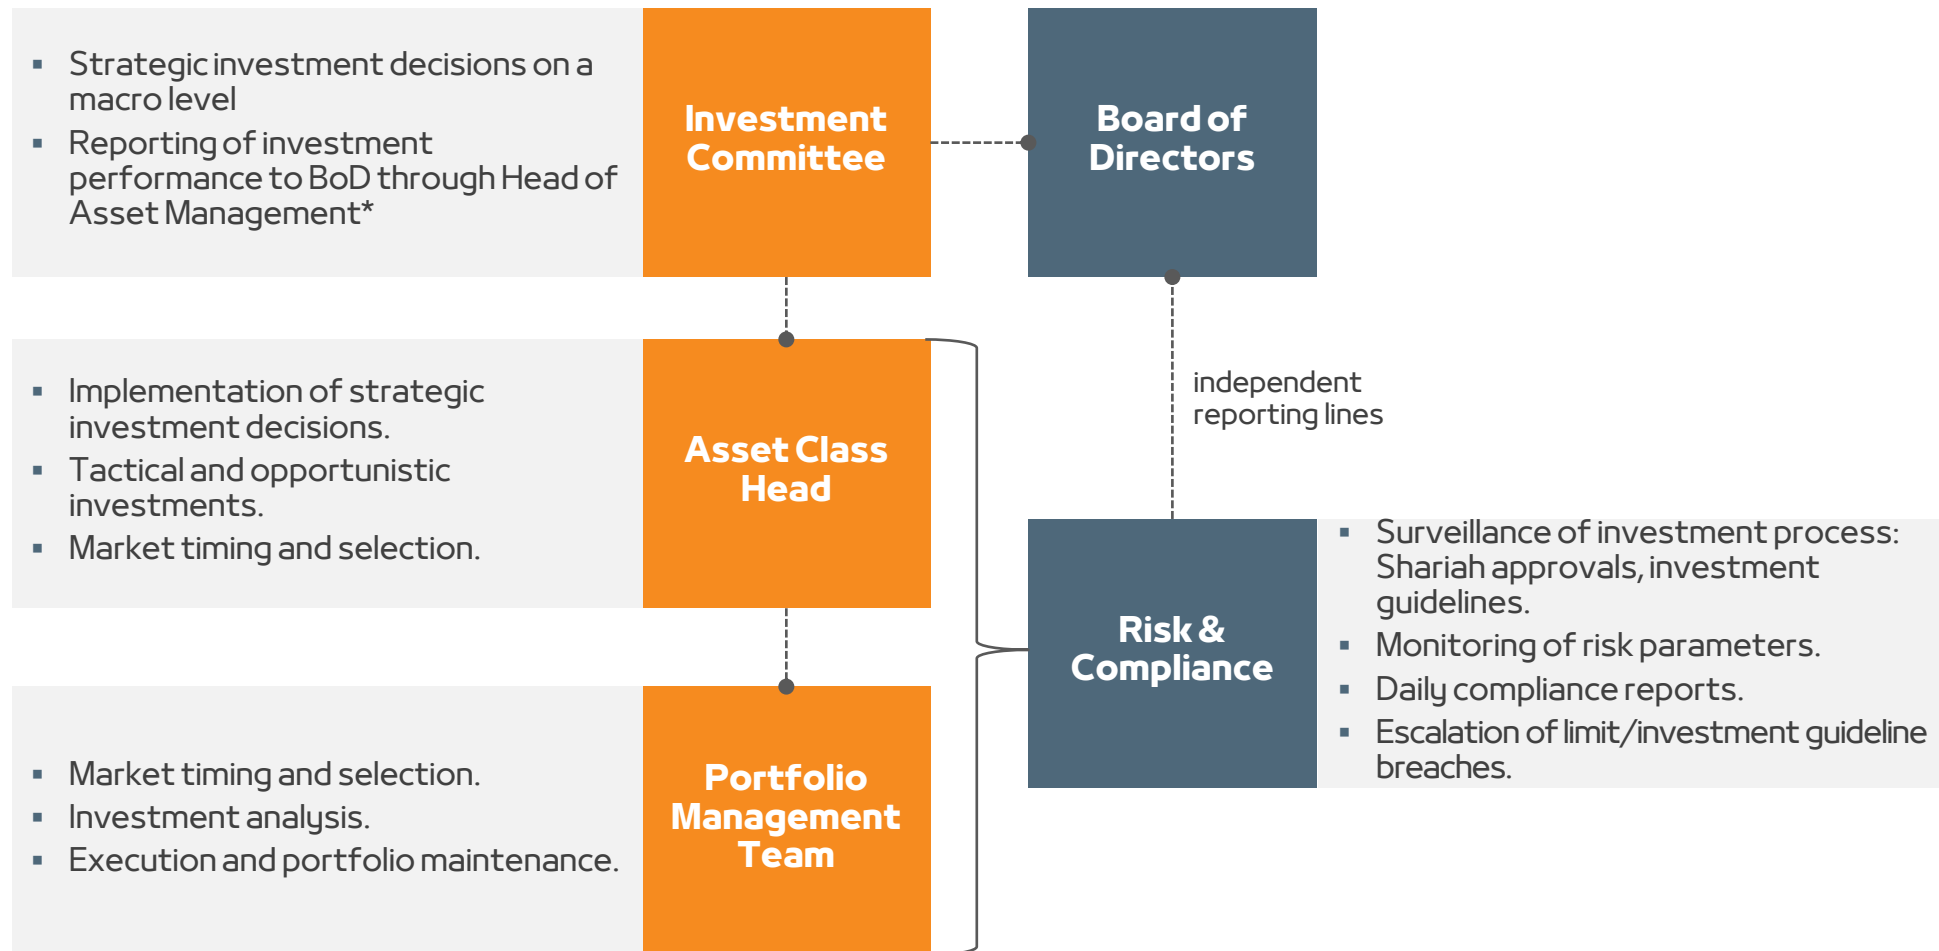 ▪ Strategic investment decisions on a
macro level
▪ Reporting of investment
performance to BoD through Head of
Asset Management*
Investment
Committee
Board of
Directors
▪ Implementation of strategic
investment decisions.
▪ Tactical and opportunistic
investments.
▪ Market timing and selection.
Asset Class
Head
independent
reporting lines
Risk &
Compliance
▪ Surveillance of investment process:
Shariah approvals, investment
guidelines.
▪ Monitoring of risk parameters.
▪ Daily compliance reports.
▪ Escalation of limit/investment guideline
breaches.
▪ Market timing and selection.
▪ Investment analysis.
▪ Execution and portfolio maintenance.
Portfolio
Management
Team